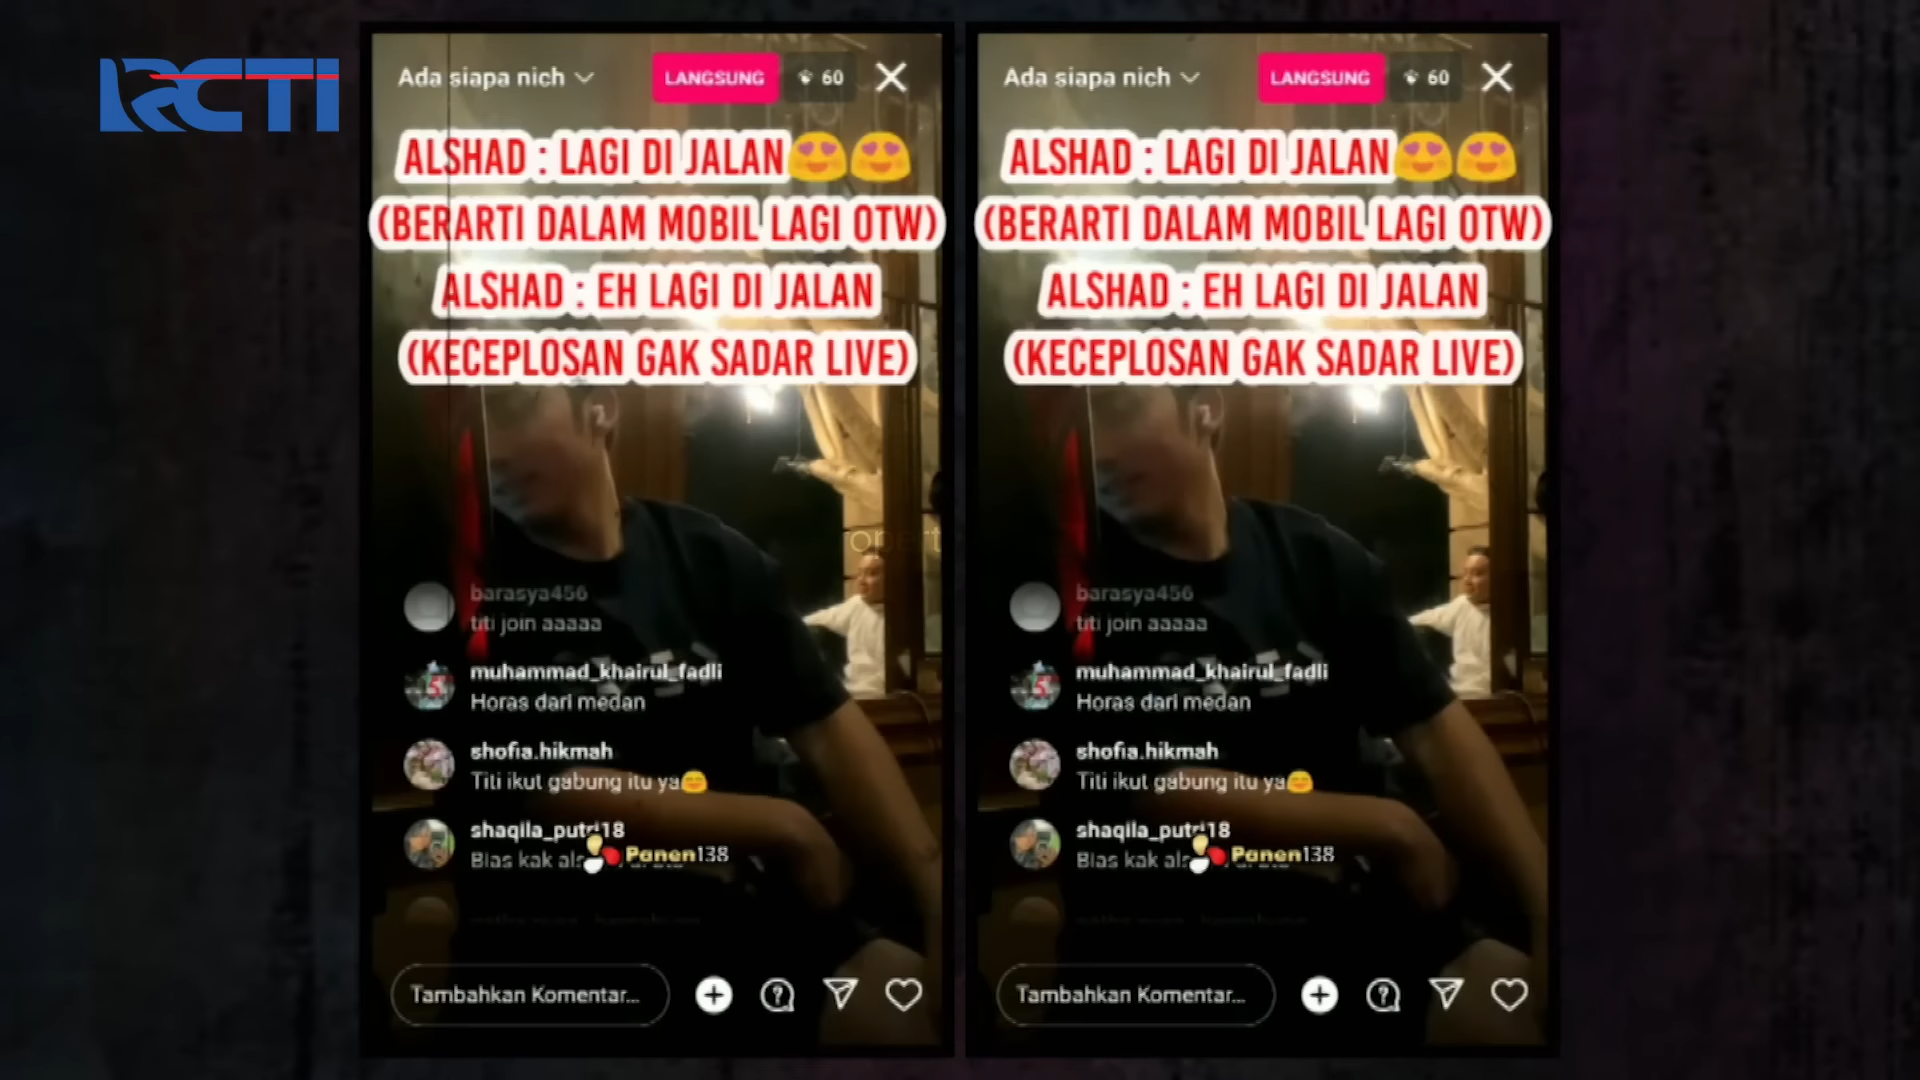 RCTI
Ada siapa nich
LANGSUNG
60
ALSHAD : LAGI DI JALAN😍😍
(BERARTI DALAM MOBIL LAGI OTW)
ALSHAD : EH LAGI DI JALAN
(KECEPLOSAN GAK SADAR LIVE)
barasya456
titi join aaaaa
muhammad_khairul_fadli
Horas dari medan
shofia.hikmah
Titi ikut gabung itu ya😊
shaqila_putri18
Bias kak
Panen138
Tambahkan Komentar...
Ada siapa nich
LANGSUNG
60
ALSHAD : LAGI DI JALAN😍😍
(BERARTI DALAM MOBIL LAGI OTW)
ALSHAD : EH LAGI DI JALAN
(KECEPLOSAN GAK SADAR LIVE)
barasya456
titi join aaaaa
muhammad_khairul_fadli
Horas dari medan
shofia.hikmah
Titi ikut gabung itu ya😊
shaqila_putri18
Bias kak
Panen138
Tambahkan Komentar...